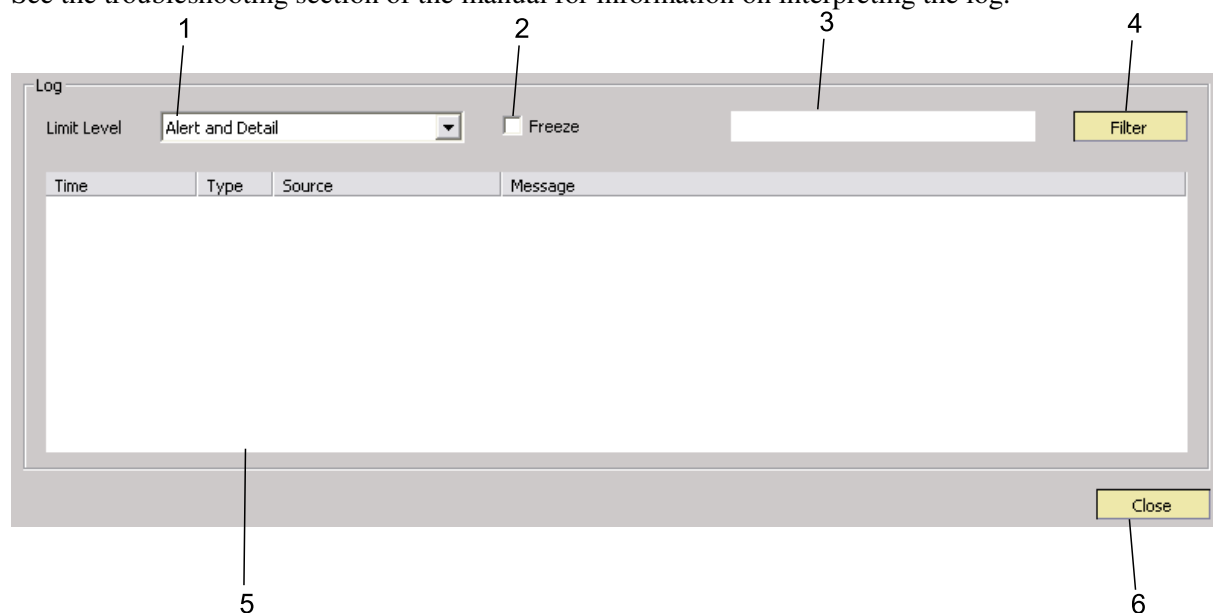 See the troubleshooting section of the manual for information on interpreting the log.
1 2 3 4
Log
Limit Level Alert and Detail Freeze Filter
Time Type Source Message
Close
5 6